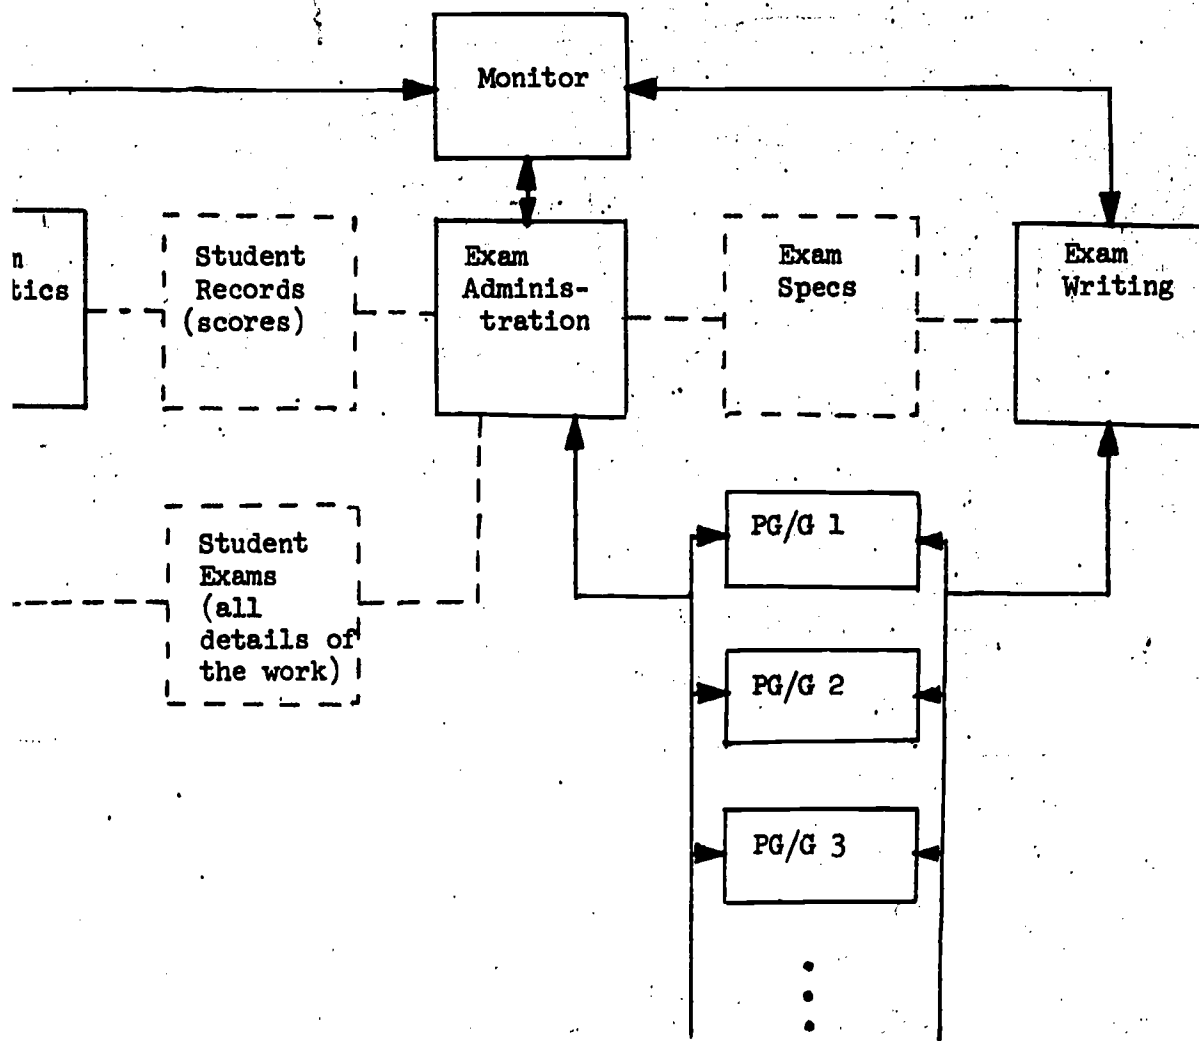 Monitor
n
tics
Student
Records
(scores)
Exam
Adminis-
tration
Exam
Specs
Exam
Writing
Student
Exams
(all
details of
the work)
PG/G 1
PG/G 2
PG/G 3